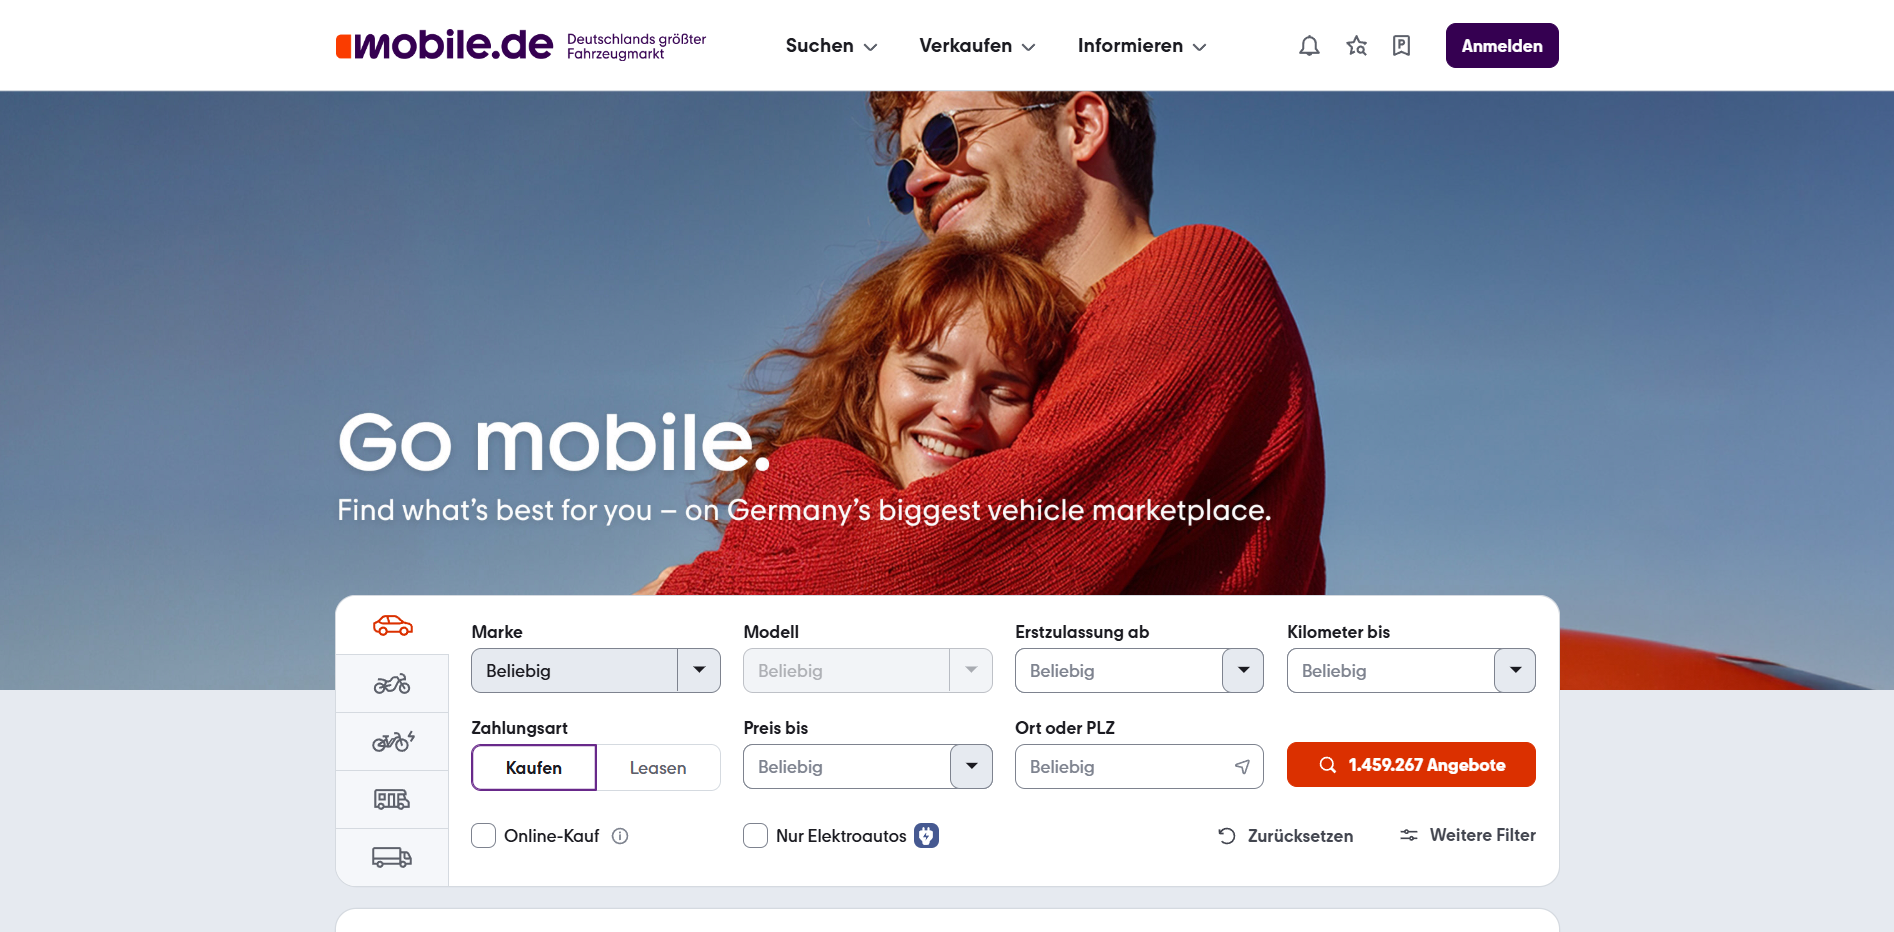 mobile.de
Deutschlands größter
Fahrzeugmarkt
Suchen
Verkaufen
Informieren
P
Anmelden
Go mobile.
Find what's best for you – on Germany's biggest vehicle marketplace.
Marke
Modell
Erstzulassung ab
Kilometer bis
Beliebig
Beliebig
Beliebig
Beliebig
Zahlungsart
Preis bis
Ort oder PLZ
Kaufen
Leasen
Beliebig
Beliebig
1.459.267 Angebote
Online-Kauf
Nur Elektroautos
Zurücksetzen
Weitere Filter